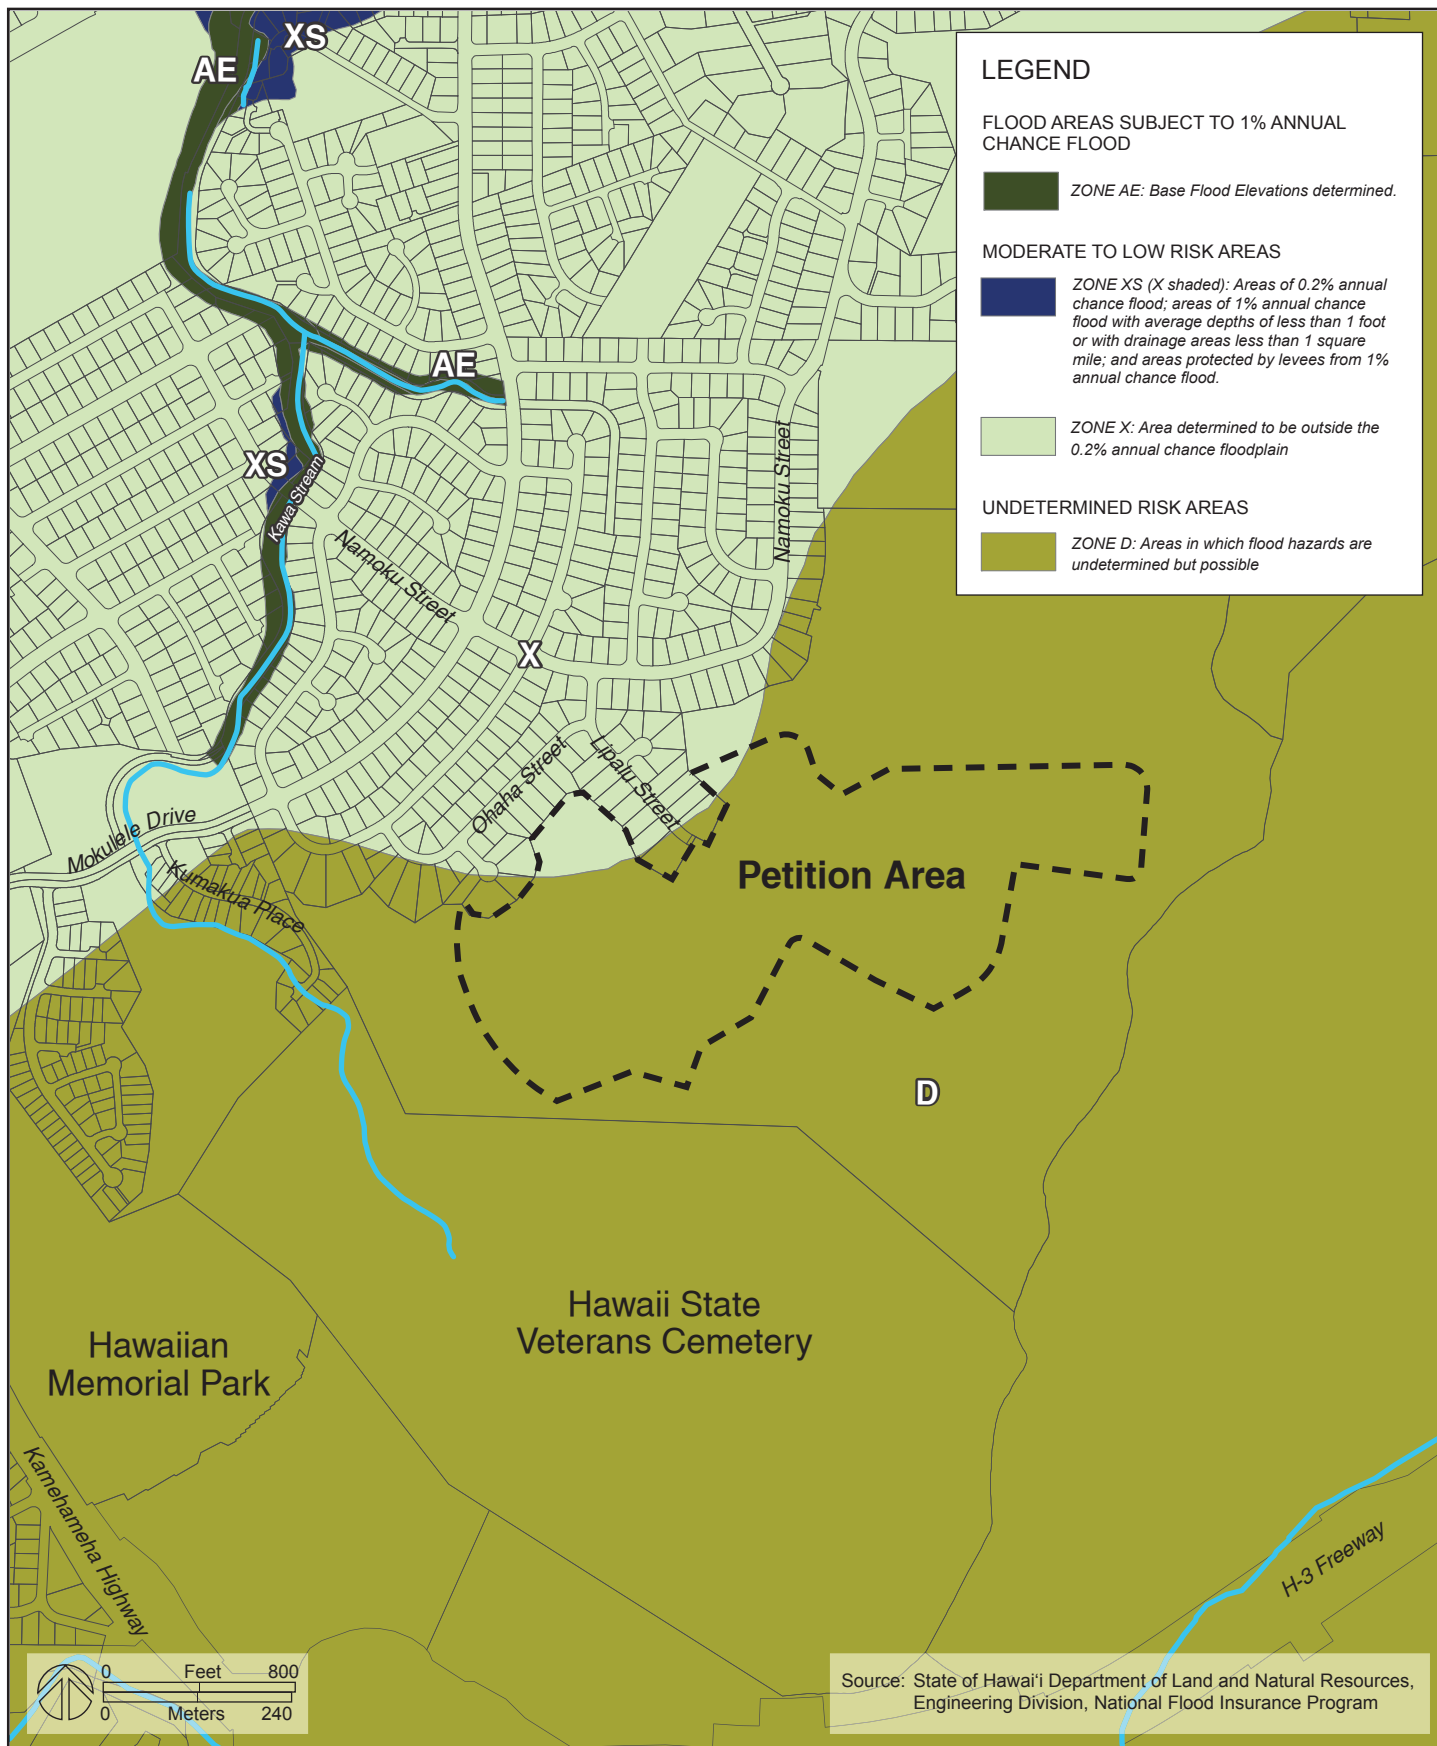 XS
AE
LEGEND
FLOOD AREAS SUBJECT TO 1% ANNUAL
CHANCE FLOOD
ZONE AE: Base Flood Elevations determined.
MODERATE TO LOW RISK AREAS
ZONE XS (X shaded): Areas of 0.2% annual
chance flood; areas of 1% annual chance
flood with average depths of less than 1 foot
or with drainage areas less than 1 square
mile; and areas protected by levees from 1%
annual chance flood.
ZONE X: Area determined to be outside the
0.2% annual chance floodplain
UNDETERMINED RISK AREAS
ZONE D: Areas in which flood hazards are
undetermined but possible
AE
XS
Kawa Stream
Namoku Street
Namoku Street
X
Ohaha Street
Lipalu Street
Mokulele Drive
Kumakua Place
Petition Area
D
Hawaii State
Veterans Cemetery
Hawaiian
Memorial Park
Kamehameha Highway
H-3 Freeway
0 Feet 800
0 Meters 240
Source: State of Hawai‘i Department of Land and Natural Resources,
Engineering Division, National Flood Insurance Program